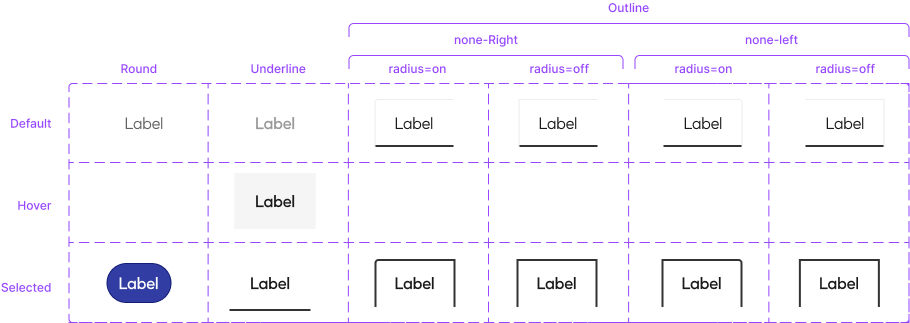 Outline
none-Right none-left
Round Underline radius=on radius=off radius=on radius=off
Default Label Label Label Label Label Label
Hover Label
Selected Label Label Label Label Label Label